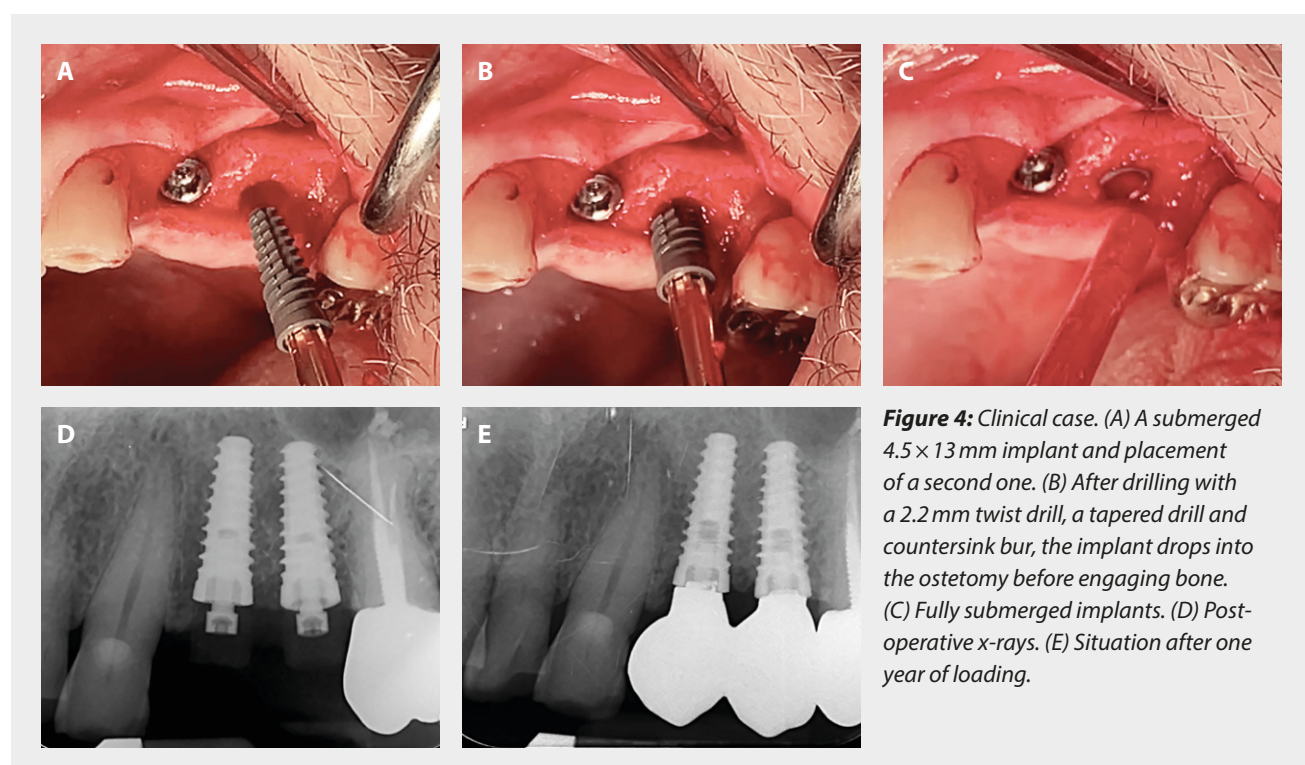 A
B
C
D
E
Figure 4: Clinical case. (A) A submerged
4.5 × 13 mm implant and placement
of a second one. (B) After drilling with
a 2.2 mm twist drill, a tapered drill and
countersink bur, the implant drops into
the ostetomy before engaging bone.
(C) Fully submerged implants. (D) Post-
operative x-rays. (E) Situation after one
year of loading.